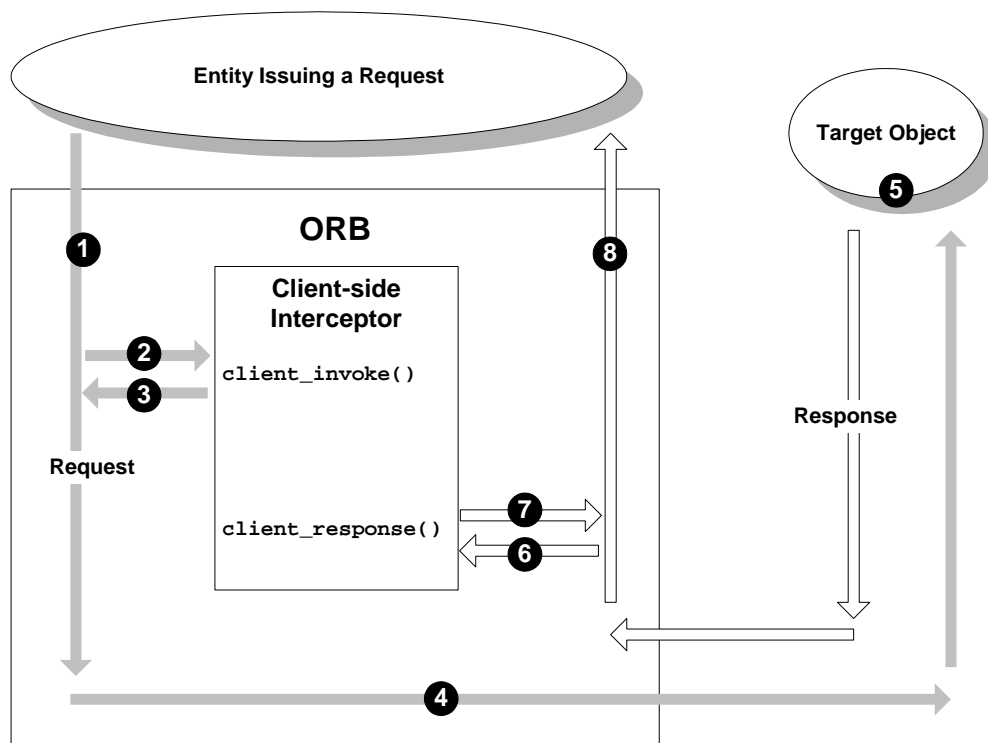 Entity Issuing a Request
Target Object
5
ORB
1
8
Client-side
Interceptor
2
client_invoke()
3
Response
Request
7
client_response()
6
4